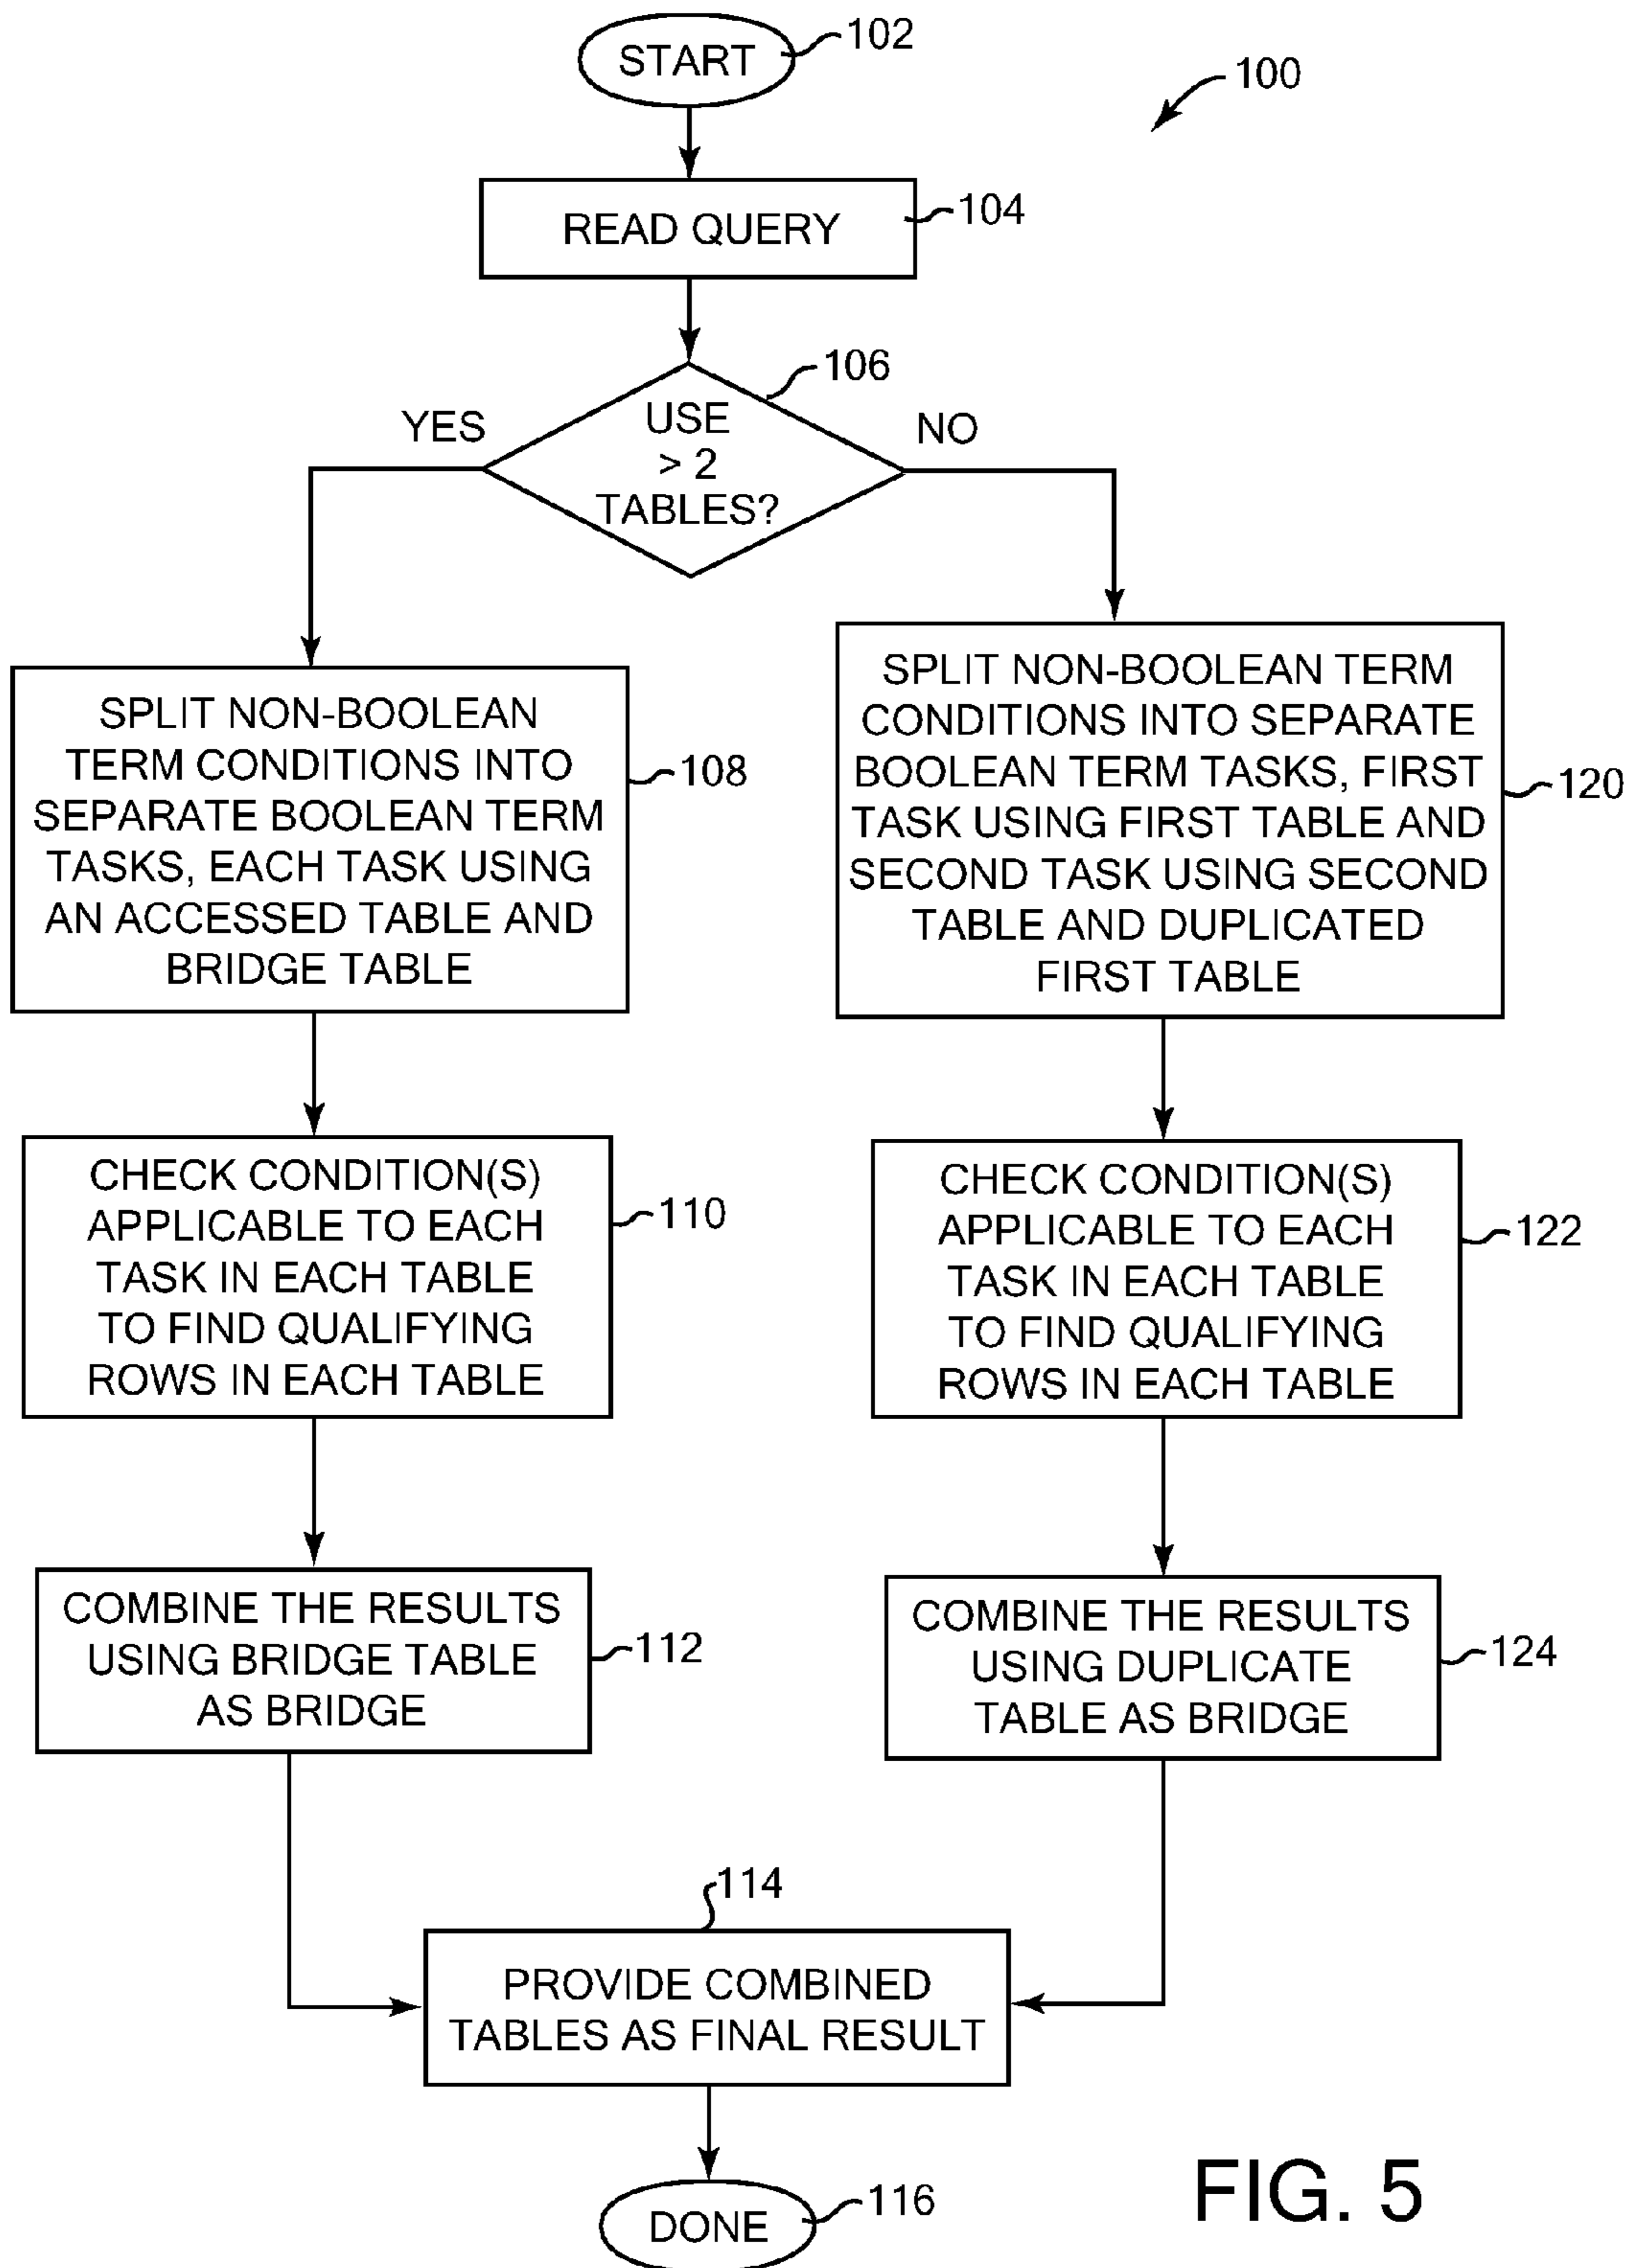 START
102
100
READ QUERY
104
106
USE
> 2
TABLES?
YES
NO
SPLIT NON-BOOLEAN
TERM CONDITIONS INTO
SEPARATE BOOLEAN TERM
TASKS, EACH TASK USING
AN ACCESSED TABLE AND
BRIDGE TABLE
108
SPLIT NON-BOOLEAN TERM
CONDITIONS INTO SEPARATE
BOOLEAN TERM TASKS, FIRST
TASK USING FIRST TABLE AND
SECOND TASK USING SECOND
TABLE AND DUPLICATED
FIRST TABLE
120
CHECK CONDITION(S)
APPLICABLE TO EACH
TASK IN EACH TABLE
TO FIND QUALIFYING
ROWS IN EACH TABLE
110
CHECK CONDITION(S)
APPLICABLE TO EACH
TASK IN EACH TABLE
TO FIND QUALIFYING
ROWS IN EACH TABLE
122
COMBINE THE RESULTS
USING BRIDGE TABLE
AS BRIDGE
112
COMBINE THE RESULTS
USING DUPLICATE
TABLE AS BRIDGE
124
114
PROVIDE COMBINED
TABLES AS FINAL RESULT
DONE
116
FIG. 5